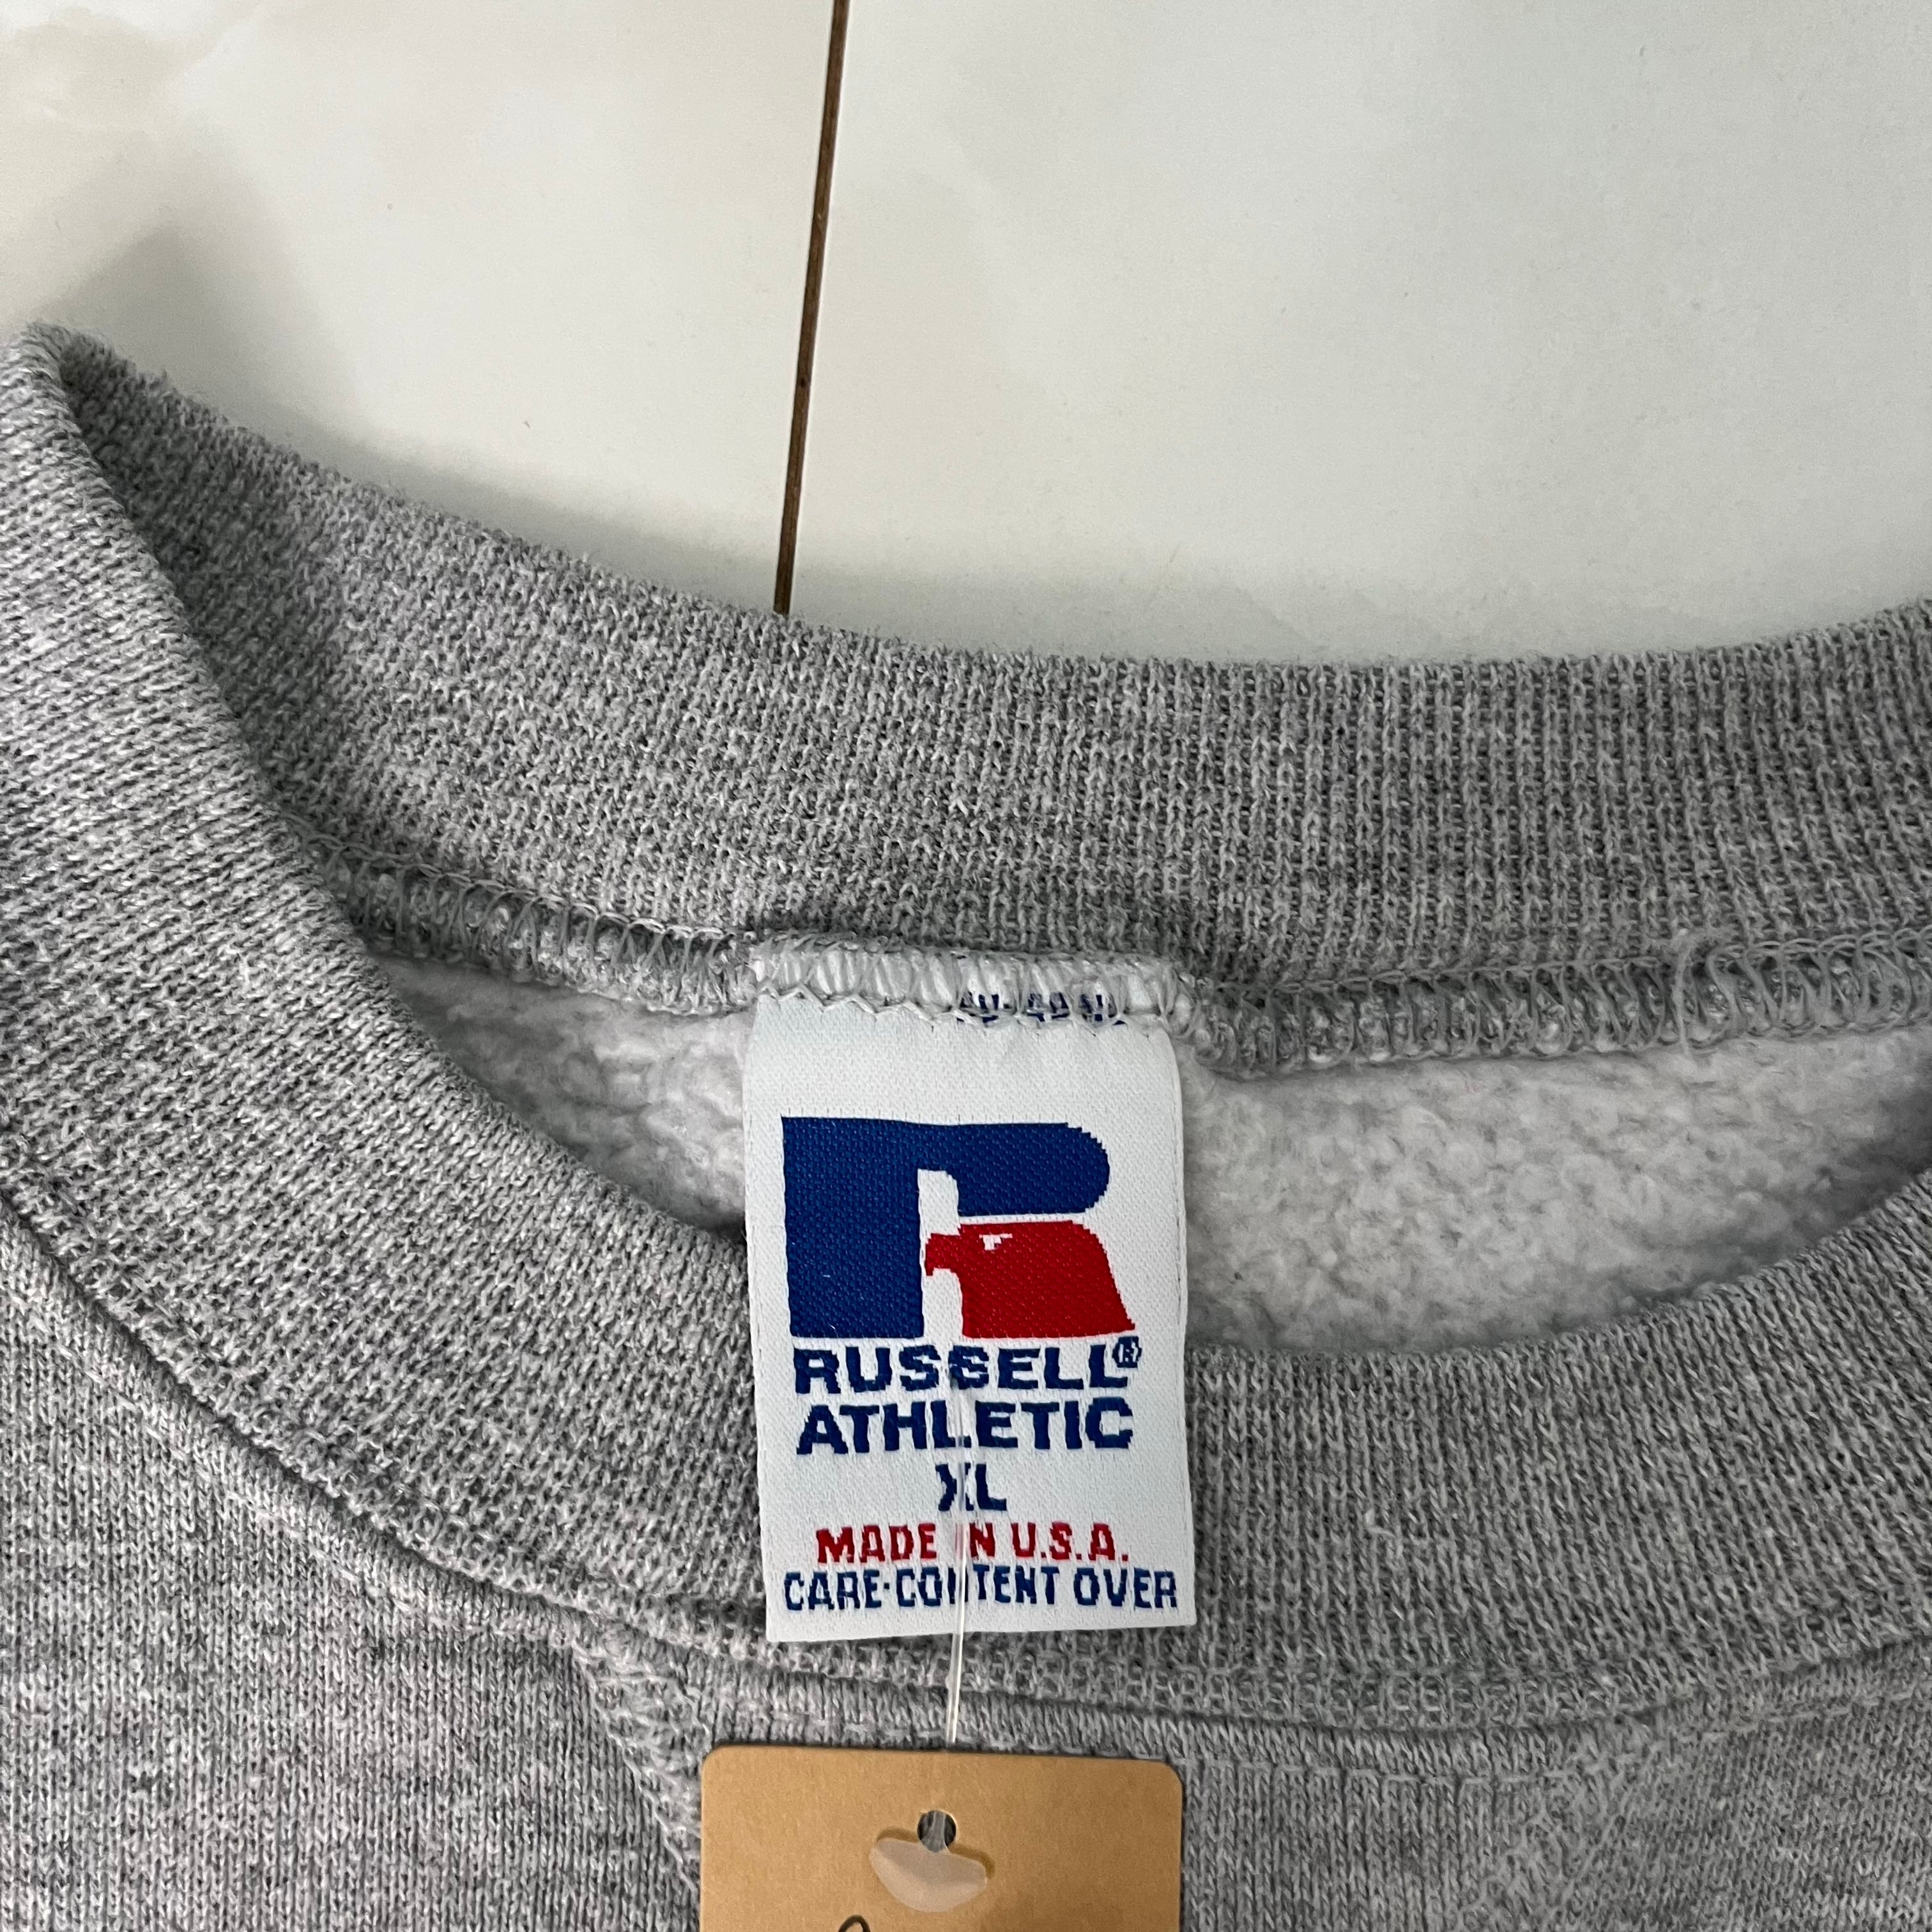 RUSSELL®
ATHLETIC
XL
MADE IN U.S.A.
CARE-CONTENT OVER